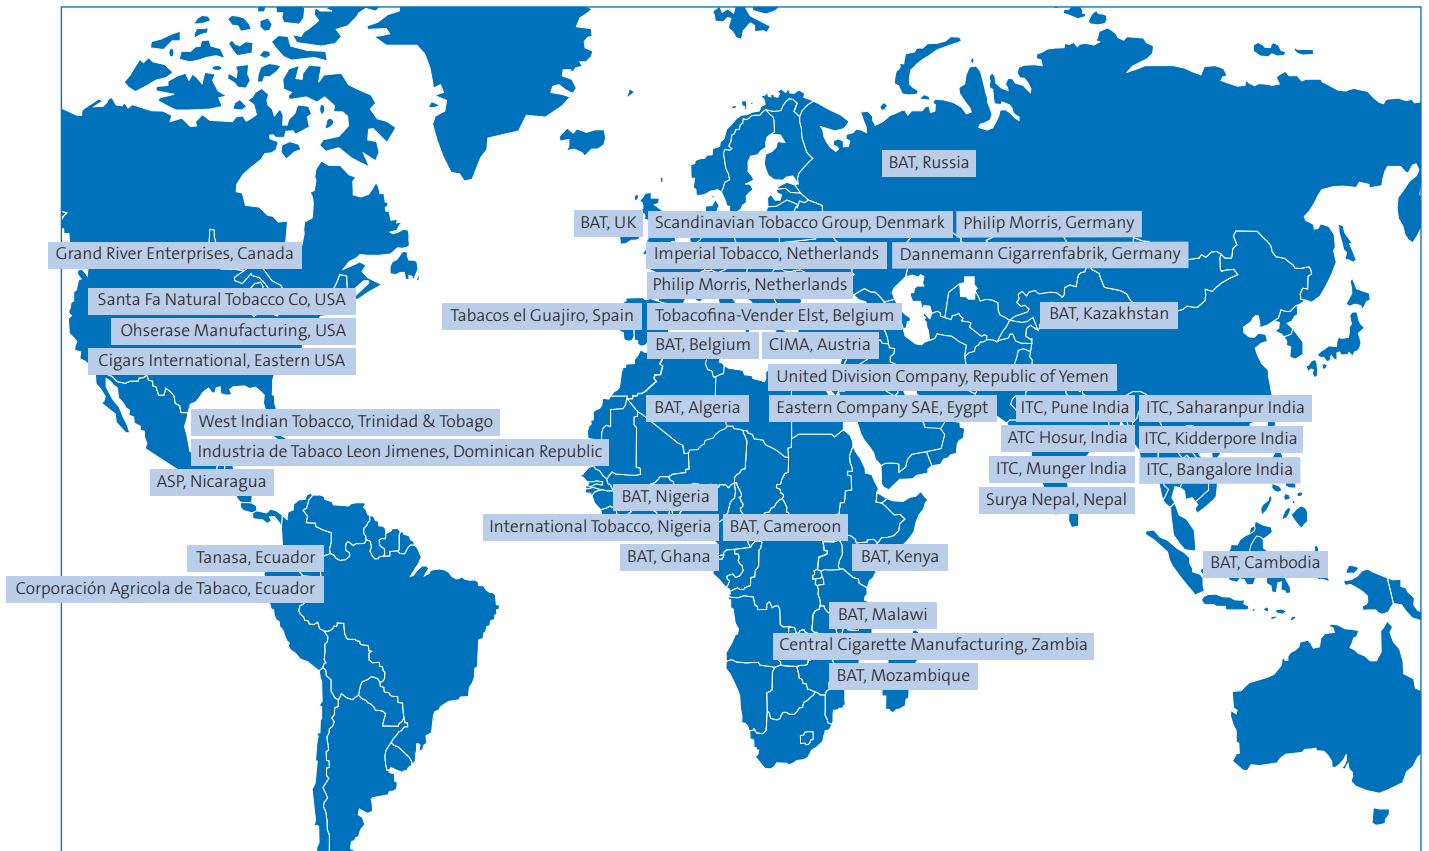 BAT, Russia
BAT, UK
Scandinavian Tobacco Group, Denmark
Philip Morris, Germany
Grand River Enterprises, Canada
Imperial Tobacco, Netherlands
Dannemann Cigarrenfabrik, Germany
Philip Morris, Netherlands
Santa Fa Natural Tobacco Co, USA
Tabacos el Guajiro, Spain
Tobacofina-Vender Elst, Belgium
BAT, Kazakhstan
Ohserase Manufacturing, USA
BAT, Belgium
CIMA, Austria
Cigars International, Eastern USA
United Division Company, Republic of Yemen
BAT, Algeria
Eastern Company SAE, Eygpt
ITC, Pune India
ITC, Saharanpur India
West Indian Tobacco, Trinidad & Tobago
ATC Hosur, India
ITC, Kidderpore India
Industria de Tabaco Leon Jimenes, Dominican Republic
ITC, Munger India
ITC, Bangalore India
ASP, Nicaragua
BAT, Nigeria
Surya Nepal, Nepal
International Tobacco, Nigeria
BAT, Cameroon
Tanasa, Ecuador
BAT, Ghana
BAT, Kenya
BAT, Cambodia
Corporación Agricola de Tabaco, Ecuador
BAT, Malawi
Central Cigarette Manufacturing, Zambia
BAT, Mozambique